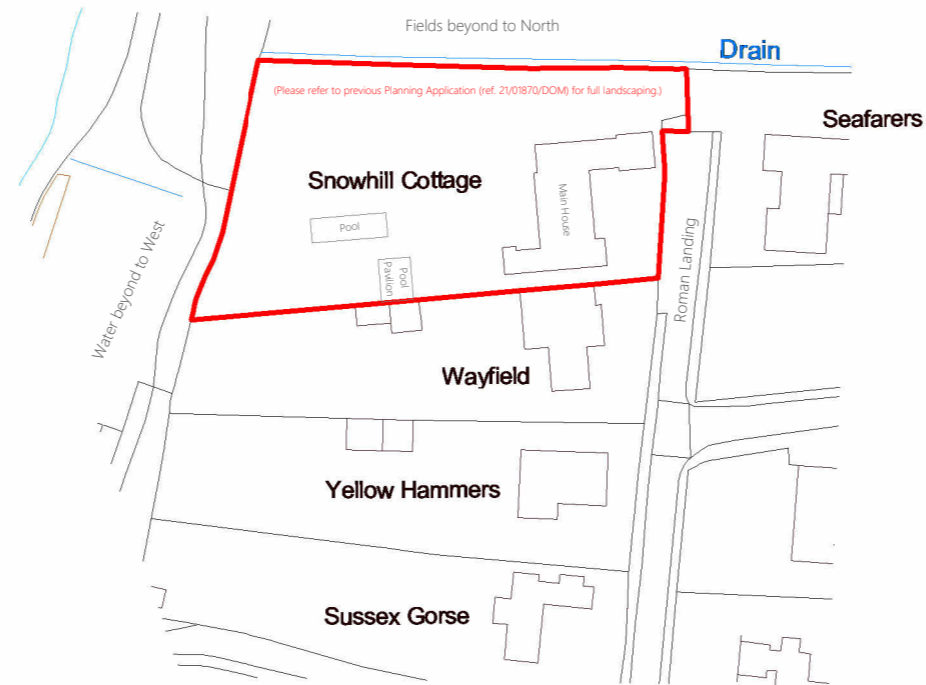 Fields beyond to North
Drain
(Please refer to previous Planning Application (ref. 21/01870/DOM) for full landscaping.)
Seafarers
Snowhill Cottage
Main House
Pool
Water beyond to West
Pool
Pavilion
Roman Landing
Wayfield
Yellow Hammers
Sussex Gorse